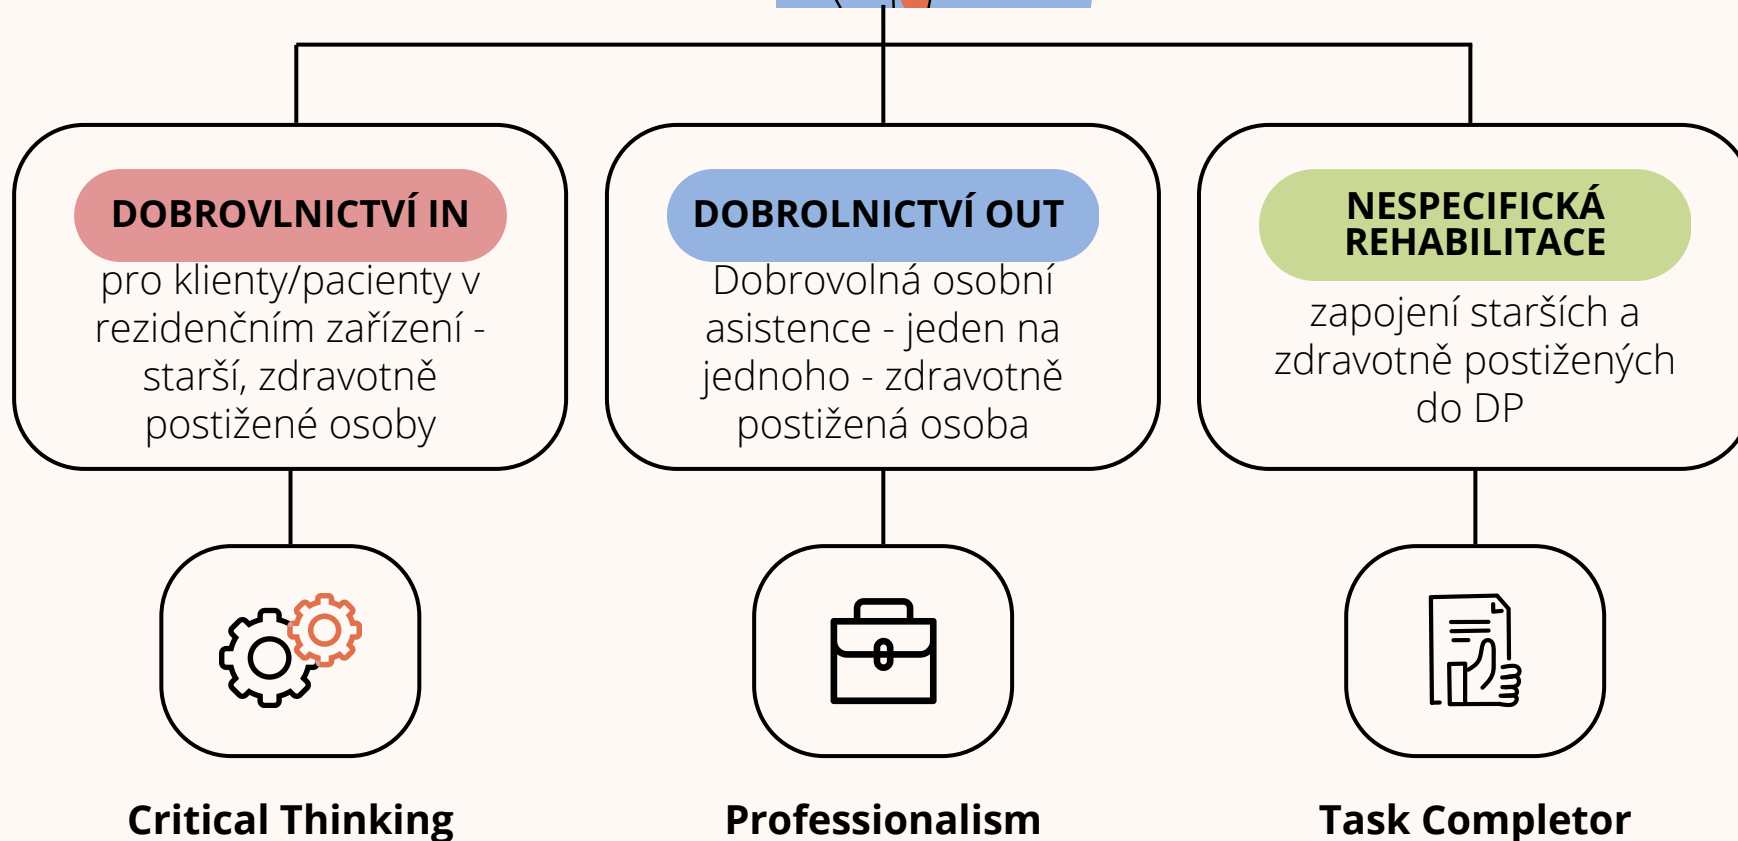 DOBROVLNICTVÍ IN
pro klienty/pacienty v
rezidenčním zařízení -
starší, zdravotně
postižené osoby
DOBROLNICTVÍ OUT
Dobrovolná osobní
asistence - jeden na
jednoho - zdravotně
postižená osoba
NESPECIFICKÁ
REHABILITACE
zapojení starších a
zdravotně postižených
do DP
Critical Thinking
Professionalism
Task Completor